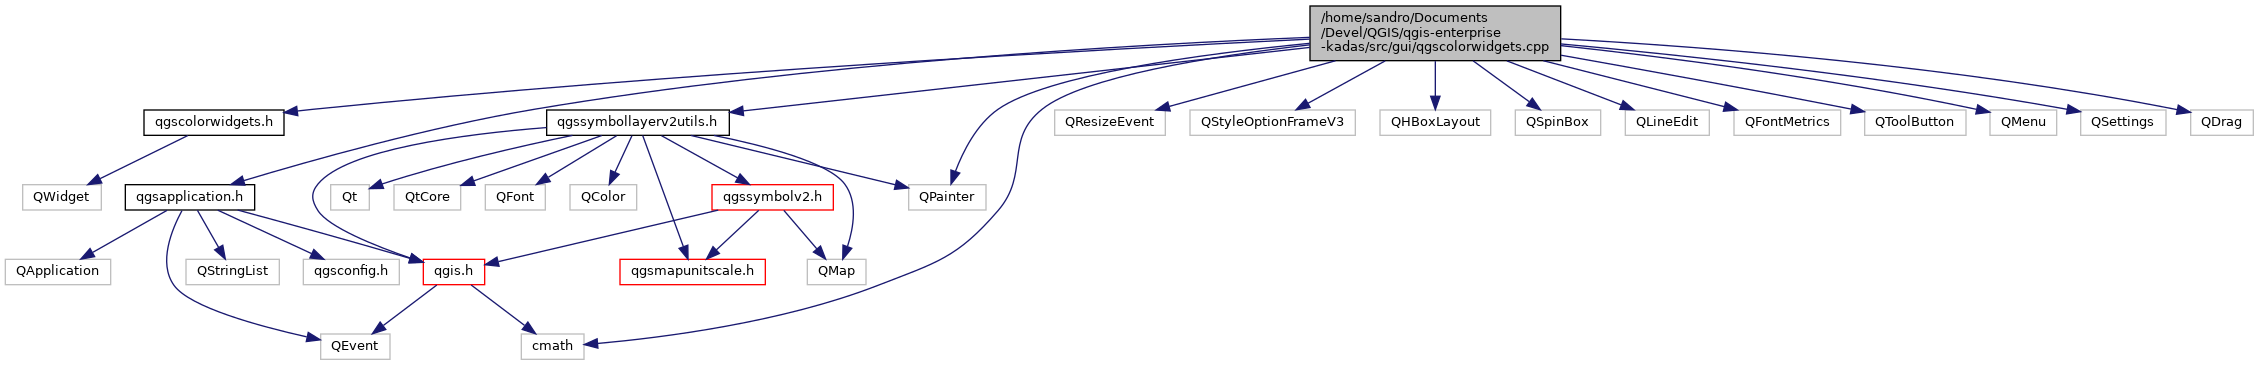 /home/sandro/Documents
/Devel/QGIS/qgis-enterprise
-kadas/src/gui/qgscolorwidgets.cpp
qgscolorwidgets.h
qgssymbollayerv2utils.h
QResizeEvent
QStyleOptionFrameV3
QHBoxLayout
QSpinBox
QLineEdit
QFontMetrics
QToolButton
QMenu
QSettings
QDrag
QWidget
qgsapplication.h
Qt
QtCore
QFont
QColor
qgssymbolv2.h
QPainter
QApplication
QStringList
qgsconfig.h
qgis.h
qgsmapunitscale.h
QMap
QEvent
cmath